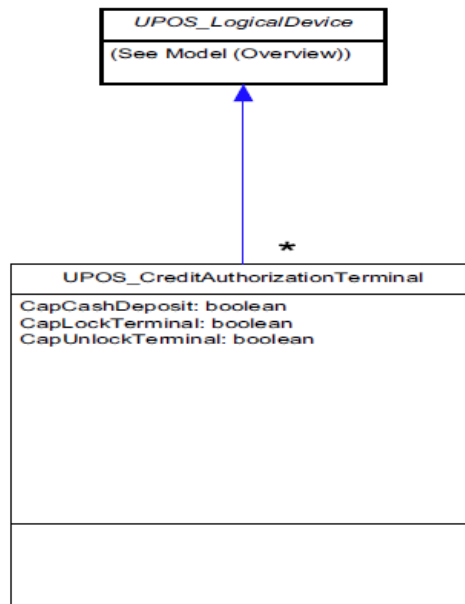 UPOS_LogicalDevice
(See Model (Overview))
*
UPOS_CreditAuthorizationTerminal
CapCashDeposit: boolean
CapLockTerminal: boolean
CapUnlockTerminal: boolean